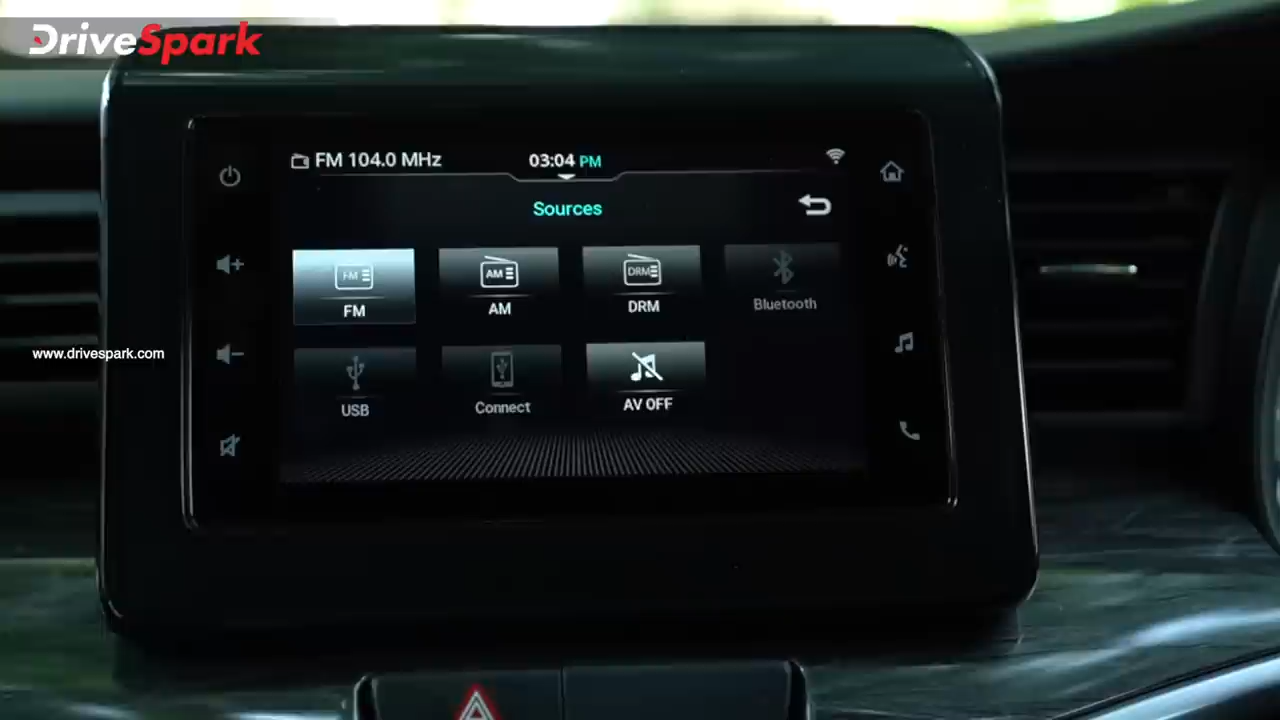 DriveSpark
FM 104.0 MHz
03:04 PM
Sources
FM
AM
DRM
FM
AM
DRM
Bluetooth
USB
Connect
AV OFF
www.drivespark.com